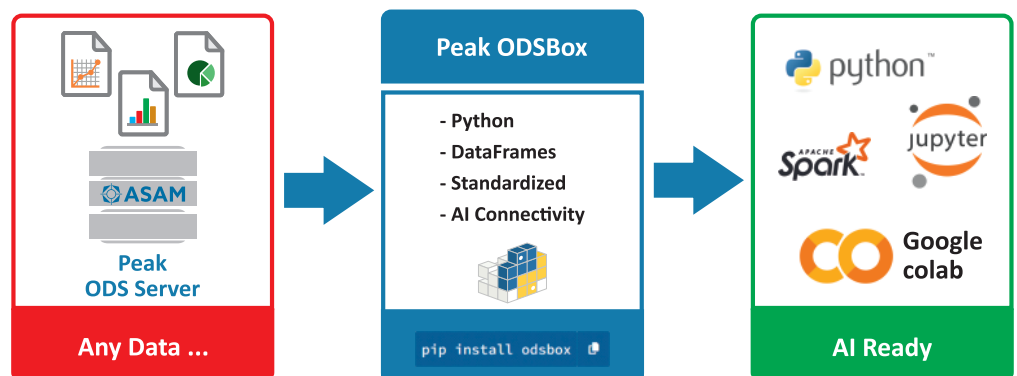 ASAM
Peak
ODS Server
Any Data ...
Peak ODSBox
- Python
- DataFrames
- Standardized
- AI Connectivity
pip install odsbox
python™
APACHE
Spark™
jupyter
Google
colab
AI Ready